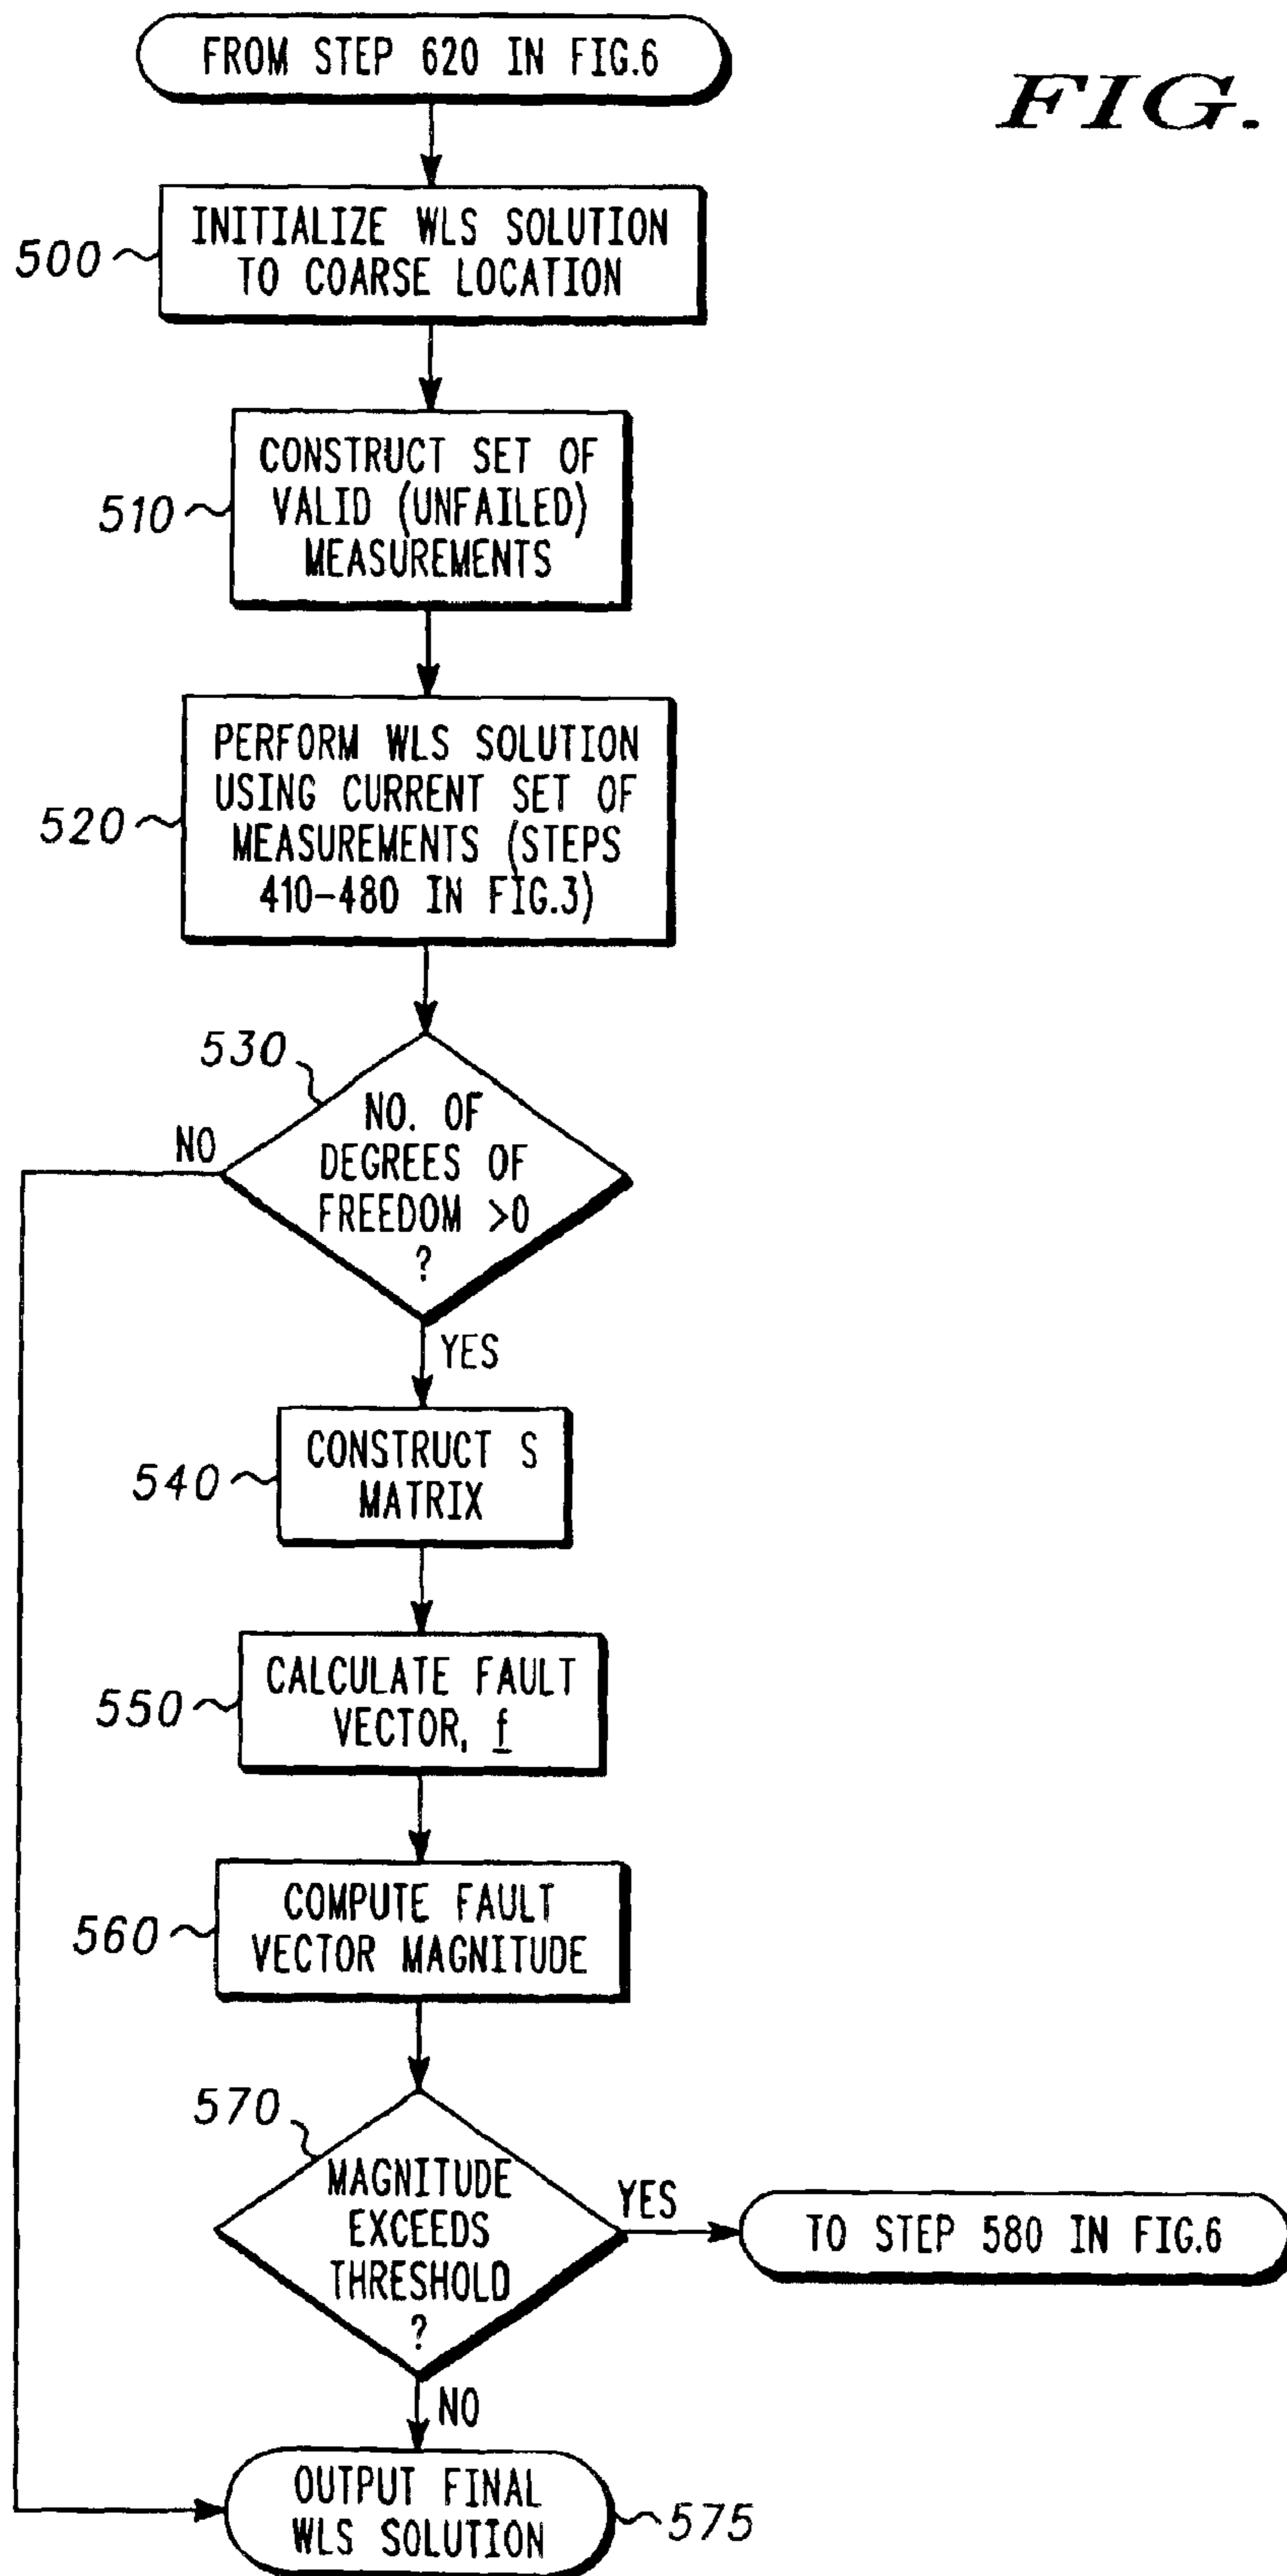 FROM STEP 620 IN FIG.6
FIG.
500
INITIALIZE WLS SOLUTION
TO COARSE LOCATION
510
CONSTRUCT SET OF
VALID (UNFAILED)
MEASUREMENTS
520
PERFORM WLS SOLUTION
USING CURRENT SET OF
MEASUREMENTS (STEPS
410-480 IN FIG.3)
530
NO. OF
DEGREES OF
FREEDOM >0
?
NO
YES
540
CONSTRUCT S
MATRIX
550
CALCULATE FAULT
VECTOR, f
560
COMPUTE FAULT
VECTOR MAGNITUDE
570
MAGNITUDE
EXCEEDS
THRESHOLD
?
YES
TO STEP 580 IN FIG.6
NO
OUTPUT FINAL
WLS SOLUTION
575